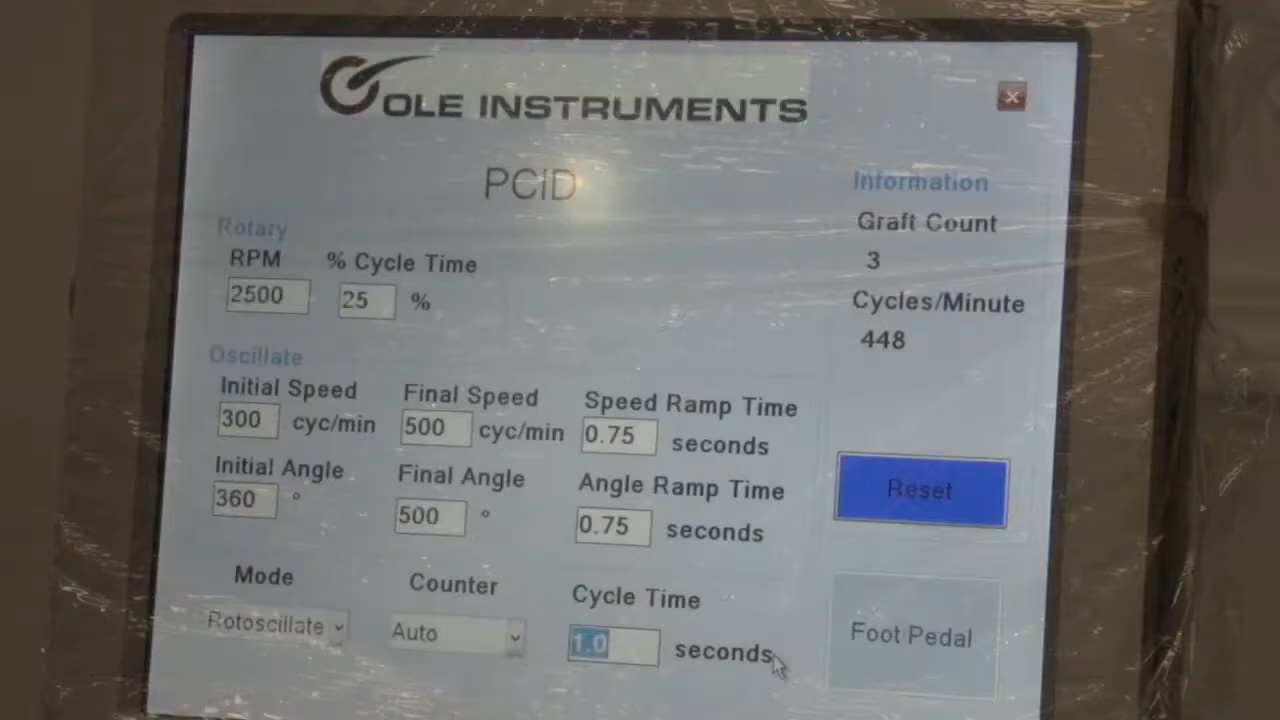 COLE INSTRUMENTS
PCID
Rotary
RPM
% Cycle Time
2500
25 %
Oscillate
Initial Speed
300 cyc/min
Final Speed
500 cyc/min
Speed Ramp Time
0.75 seconds
Initial Angle
360 °
Final Angle
500 °
Angle Ramp Time
0.75 seconds
Mode
Rotoscillate
Counter
Auto
Cycle Time
1.0 seconds
Information
Graft Count
3
Cycles/Minute
448
Reset
Foot Pedal